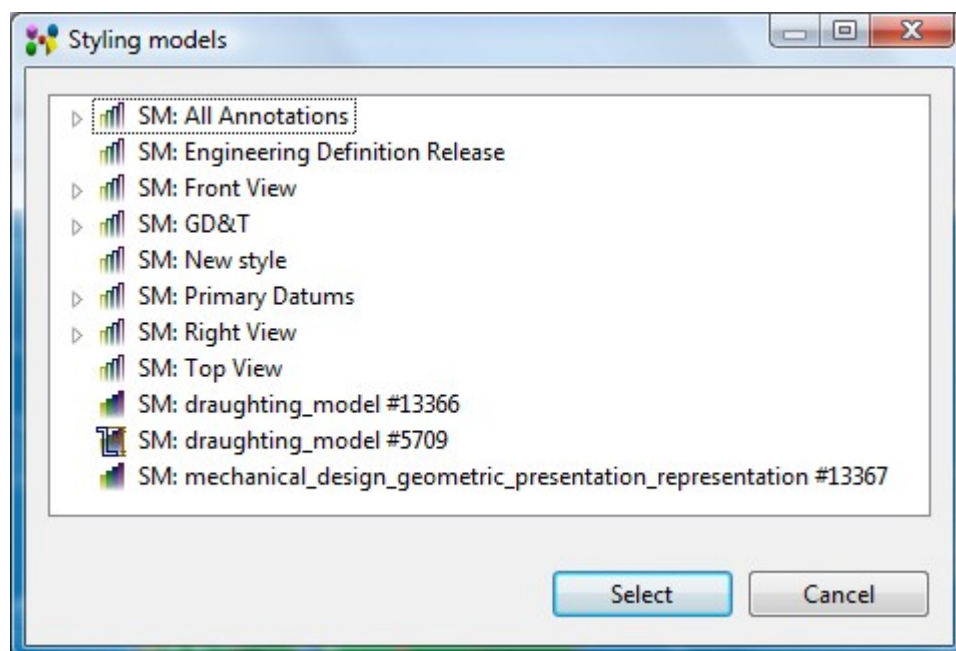 Styling models
SM: All Annotations
SM: Engineering Definition Release
SM: Front View
SM: GD&T
SM: New style
SM: Primary Datums
SM: Right View
SM: Top View
SM: draughting_model #13366
SM: draughting_model #5709
SM: mechanical_design_geometric_presentation_representation #13367
Select Cancel